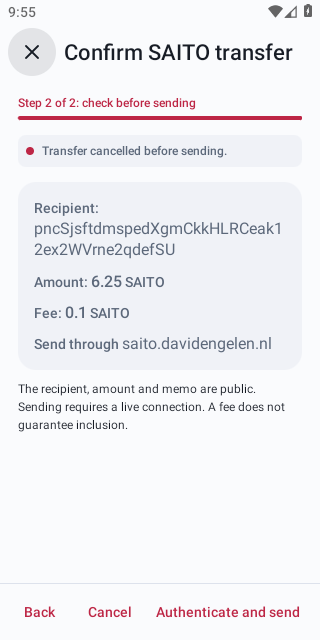 9:55
Confirm SAITO transfer
Step 2 of 2: check before sending
Transfer cancelled before sending.
Recipient:
pncSjsftdmspedXgmCkkHLRCeak1
2ex2WVrne2qdefSU
Amount: 6.25 SAITO
Fee: 0.1 SAITO
Send through saito.davidengelen.nl
The recipient, amount and memo are public.
Sending requires a live connection. A fee does not
guarantee inclusion.
Back
Cancel
Authenticate and send